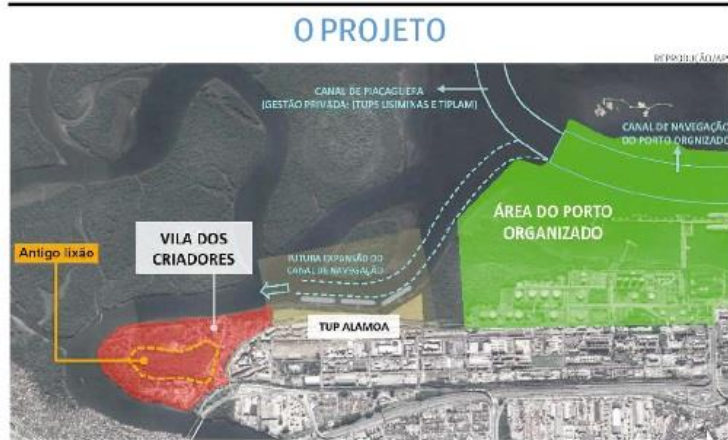 O PROJETO
REPRODUÇÃO/APS
CANAL DE PIAÇAGUERA
(GESTÃO PRIVADA: (TUPS USIMINAS E TIPLAM)
CANAL DE NAVEGAÇÃO
DO PORTO ORGNIZADO
ÁREA DO PORTO
ORGANIZADO
VILA DOS
CRIADORES
Antigo lixão
FUTURA EXPANSÃO DO
CANAL DE NAVEGAÇÃO
TUP ALAMOA